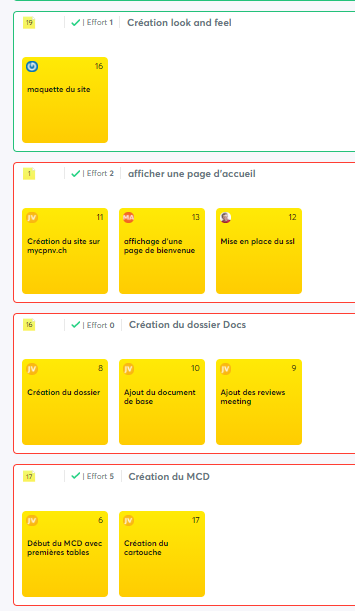 19 | Effort 1 Création look and feel
16
maquette du site
1 | Effort 2 afficher une page d'accueil
JV 11
Création du site sur
mycpnv.ch
MA 13
affichage d'une
page de bienvenue
12
Mise en place du ssl
16 | Effort 0 Création du dossier Docs
JV 8
Création du dossier
JV 10
Ajout du document
de base
JV 9
Ajout des reviews
meeting
17 | Effort 5 Création du MCD
JV 6
Début du MCD avec
premières tables
JV 17
Création du
cartouche